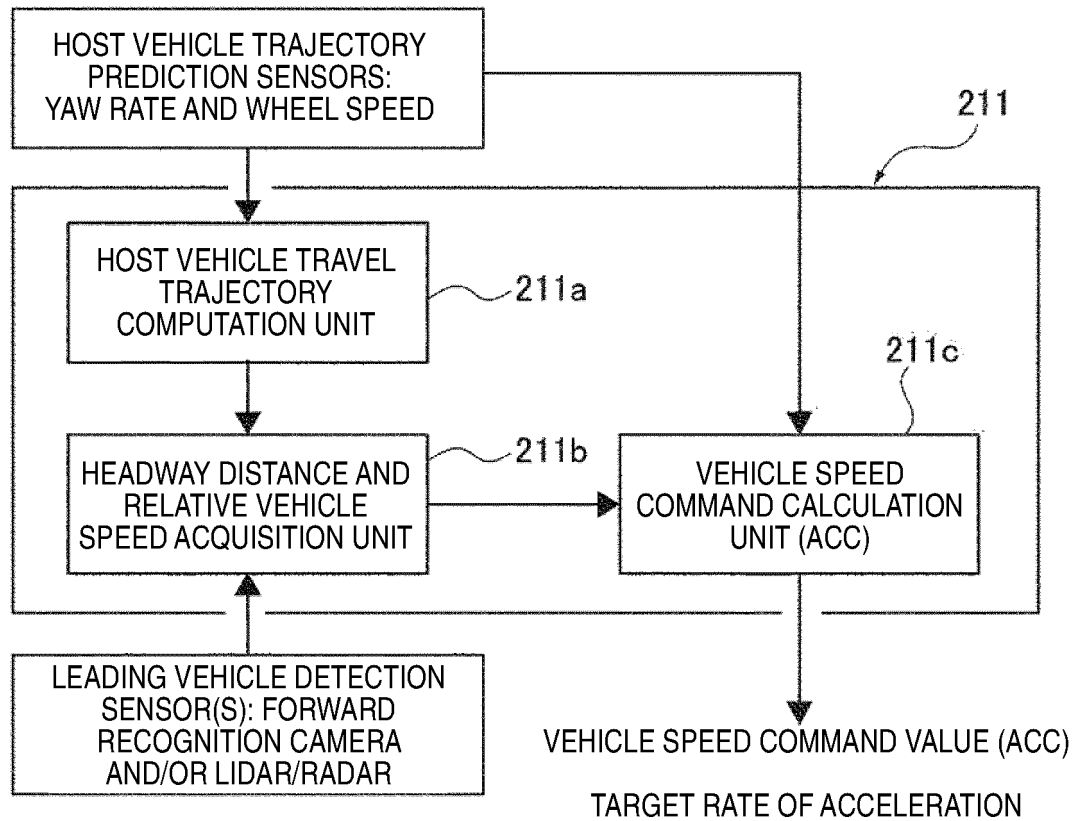 HOST VEHICLE TRAJECTORY
PREDICTION SENSORS:
YAW RATE AND WHEEL SPEED
211
HOST VEHICLE TRAVEL
TRAJECTORY
COMPUTATION UNIT
211a
211c
HEADWAY DISTANCE AND
RELATIVE VEHICLE
SPEED ACQUISITION UNIT
211b
VEHICLE SPEED
COMMAND CALCULATION
UNIT (ACC)
LEADING VEHICLE DETECTION
SENSOR(S): FORWARD
RECOGNITION CAMERA
AND/OR LIDAR/RADAR
VEHICLE SPEED COMMAND VALUE (ACC)
TARGET RATE OF ACCELERATION